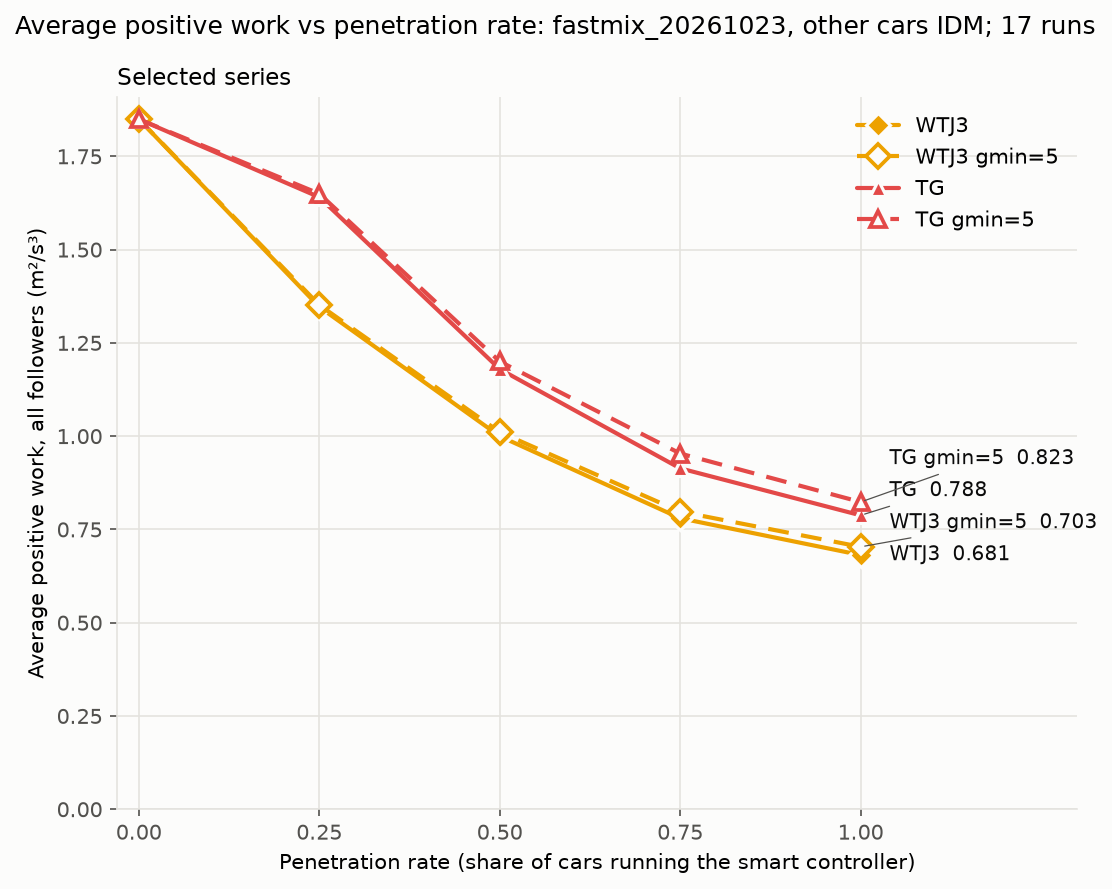 Average positive work vs penetration rate: fastmix_20261023, other cars IDM; 17 runs
Selected series
WTJ3
WTJ3 gmin=5
TG
TG gmin=5
Average positive work, all followers (m²/s³)
1.75
1.50
1.25
1.00
0.75
0.50
0.25
0.00
TG gmin=5 0.823
TG 0.788
WTJ3 gmin=5 0.703
WTJ3 0.681
0.00
0.25
0.50
0.75
1.00
Penetration rate (share of cars running the smart controller)